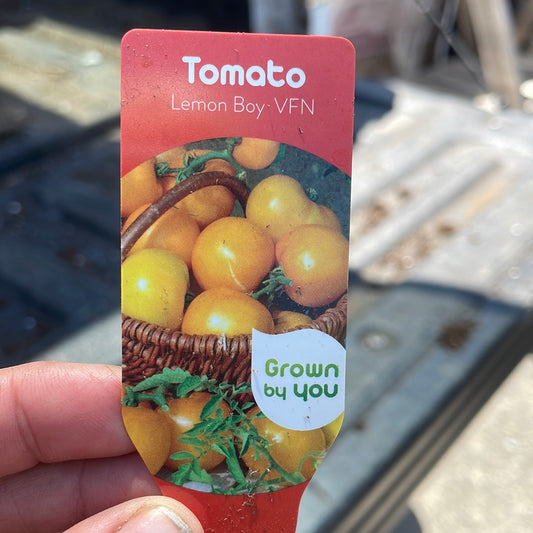 Tomato
Lemon Boy VFN
Grown
by you